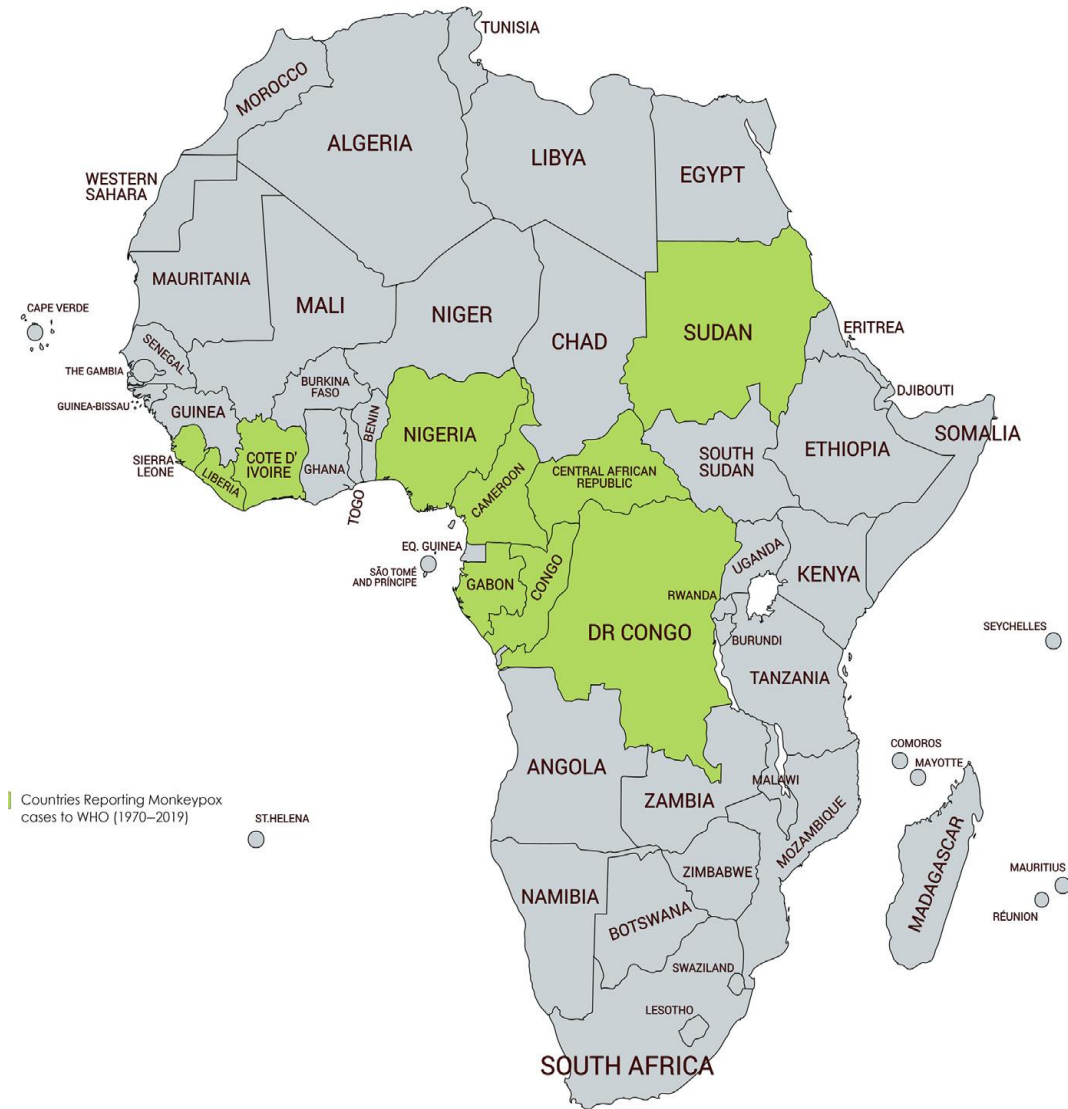 TUNISIA
MOROCCO
ALGERIA
LIBYA
EGYPT
WESTERN
SAHARA
MAURITANIA
MALI
NIGER
CHAD
SUDAN
ERITREA
CAPE VERDE
SENEGAL
THE GAMBIA
GUINEA-BISSAU
GUINEA
BURKINA
FASO
BENIN
NIGERIA
DJIBOUTI
SOMALIA
ETHIOPIA
SOUTH
SUDAN
SIERRA
LEONE
LIBERIA
COTE D'
IVOIRE
GHANA
TOGO
CAMEROON
CENTRAL AFRICAN
REPUBLIC
EQ. GUINEA
SÃO TOMÉ
AND PRÍNCIPE
GABON
CONGO
DR CONGO
UGANDA
KENYA
RWANDA
BURUNDI
TANZANIA
SEYCHELLES
ANGOLA
ZAMBIA
MALAWI
MOZAMBIQUE
COMOROS
MAYOTTE
MADAGASCAR
MAURITIUS
RÉUNION
Countries Reporting Monkeypox
cases to WHO (1970–2019)
ST.HELENA
NAMIBIA
BOTSWANA
ZIMBABWE
SWAZILAND
LESOTHO
SOUTH AFRICA